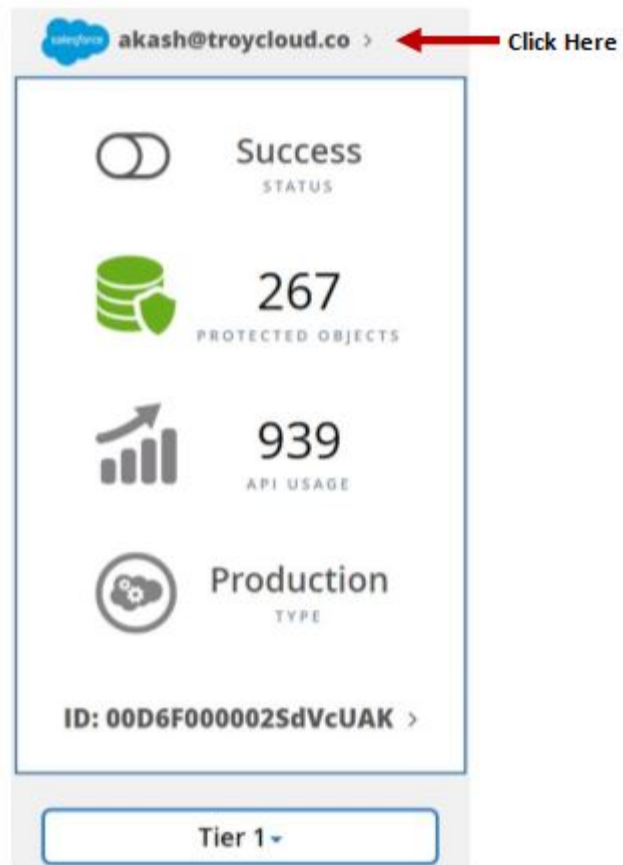 salesforce akash@troycloud.co > Click Here
Success
STATUS
267
PROTECTED OBJECTS
939
API USAGE
Production
TYPE
ID: 00D6F000002SdVcUAK >
Tier 1